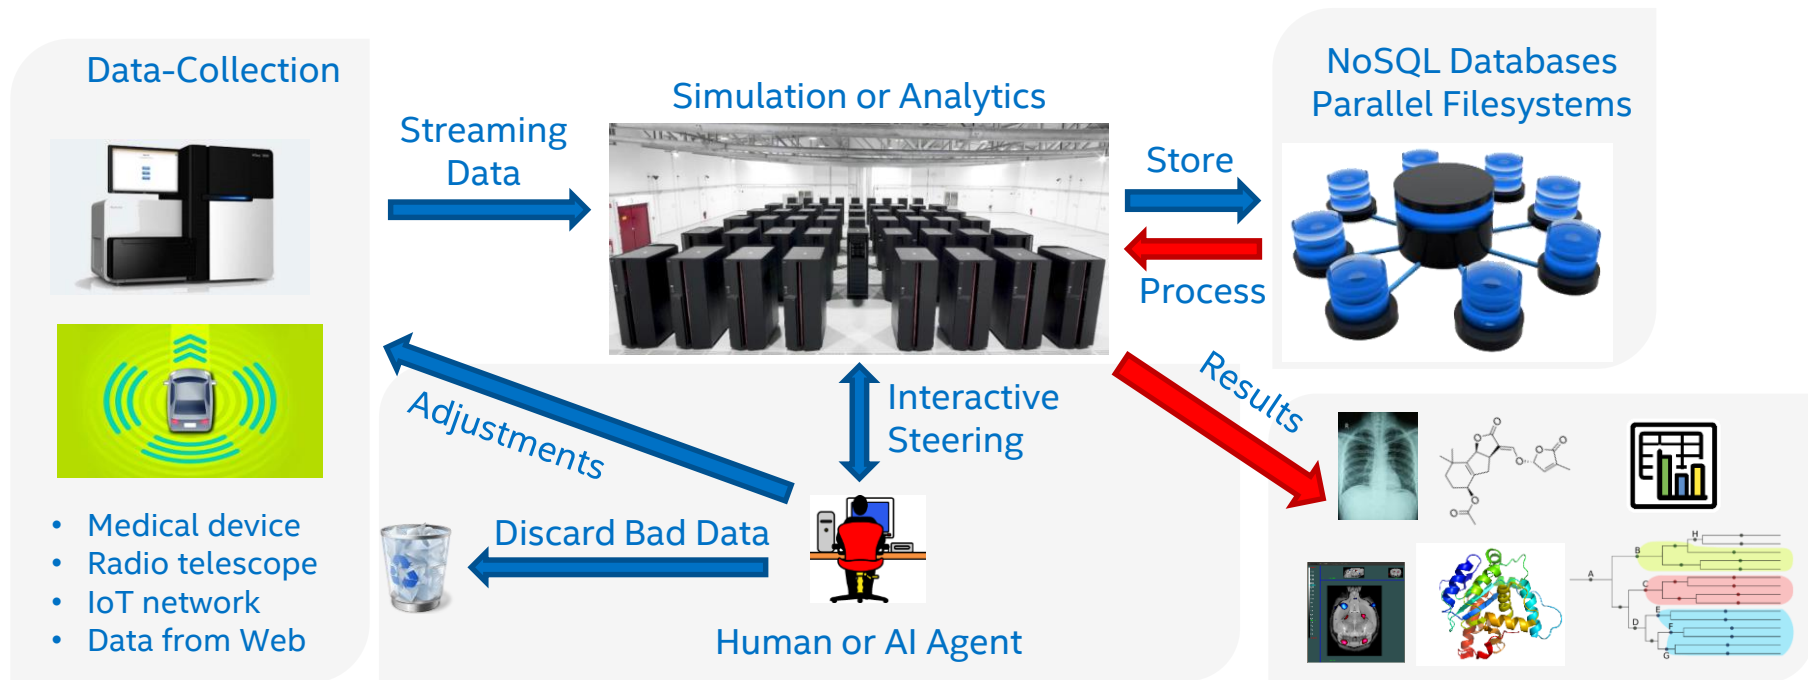 Data-Collection
• Medical device
• Radio telescope
• IoT network
• Data from Web
Streaming
Data
Simulation or Analytics
Store
Process
NoSQL Databases
Parallel Filesystems
Adjustments
Interactive
Steering
Discard Bad Data
Human or AI Agent
Results
R
O
O
O
O
O
O
O
H
B
A
C
E
D
F
G